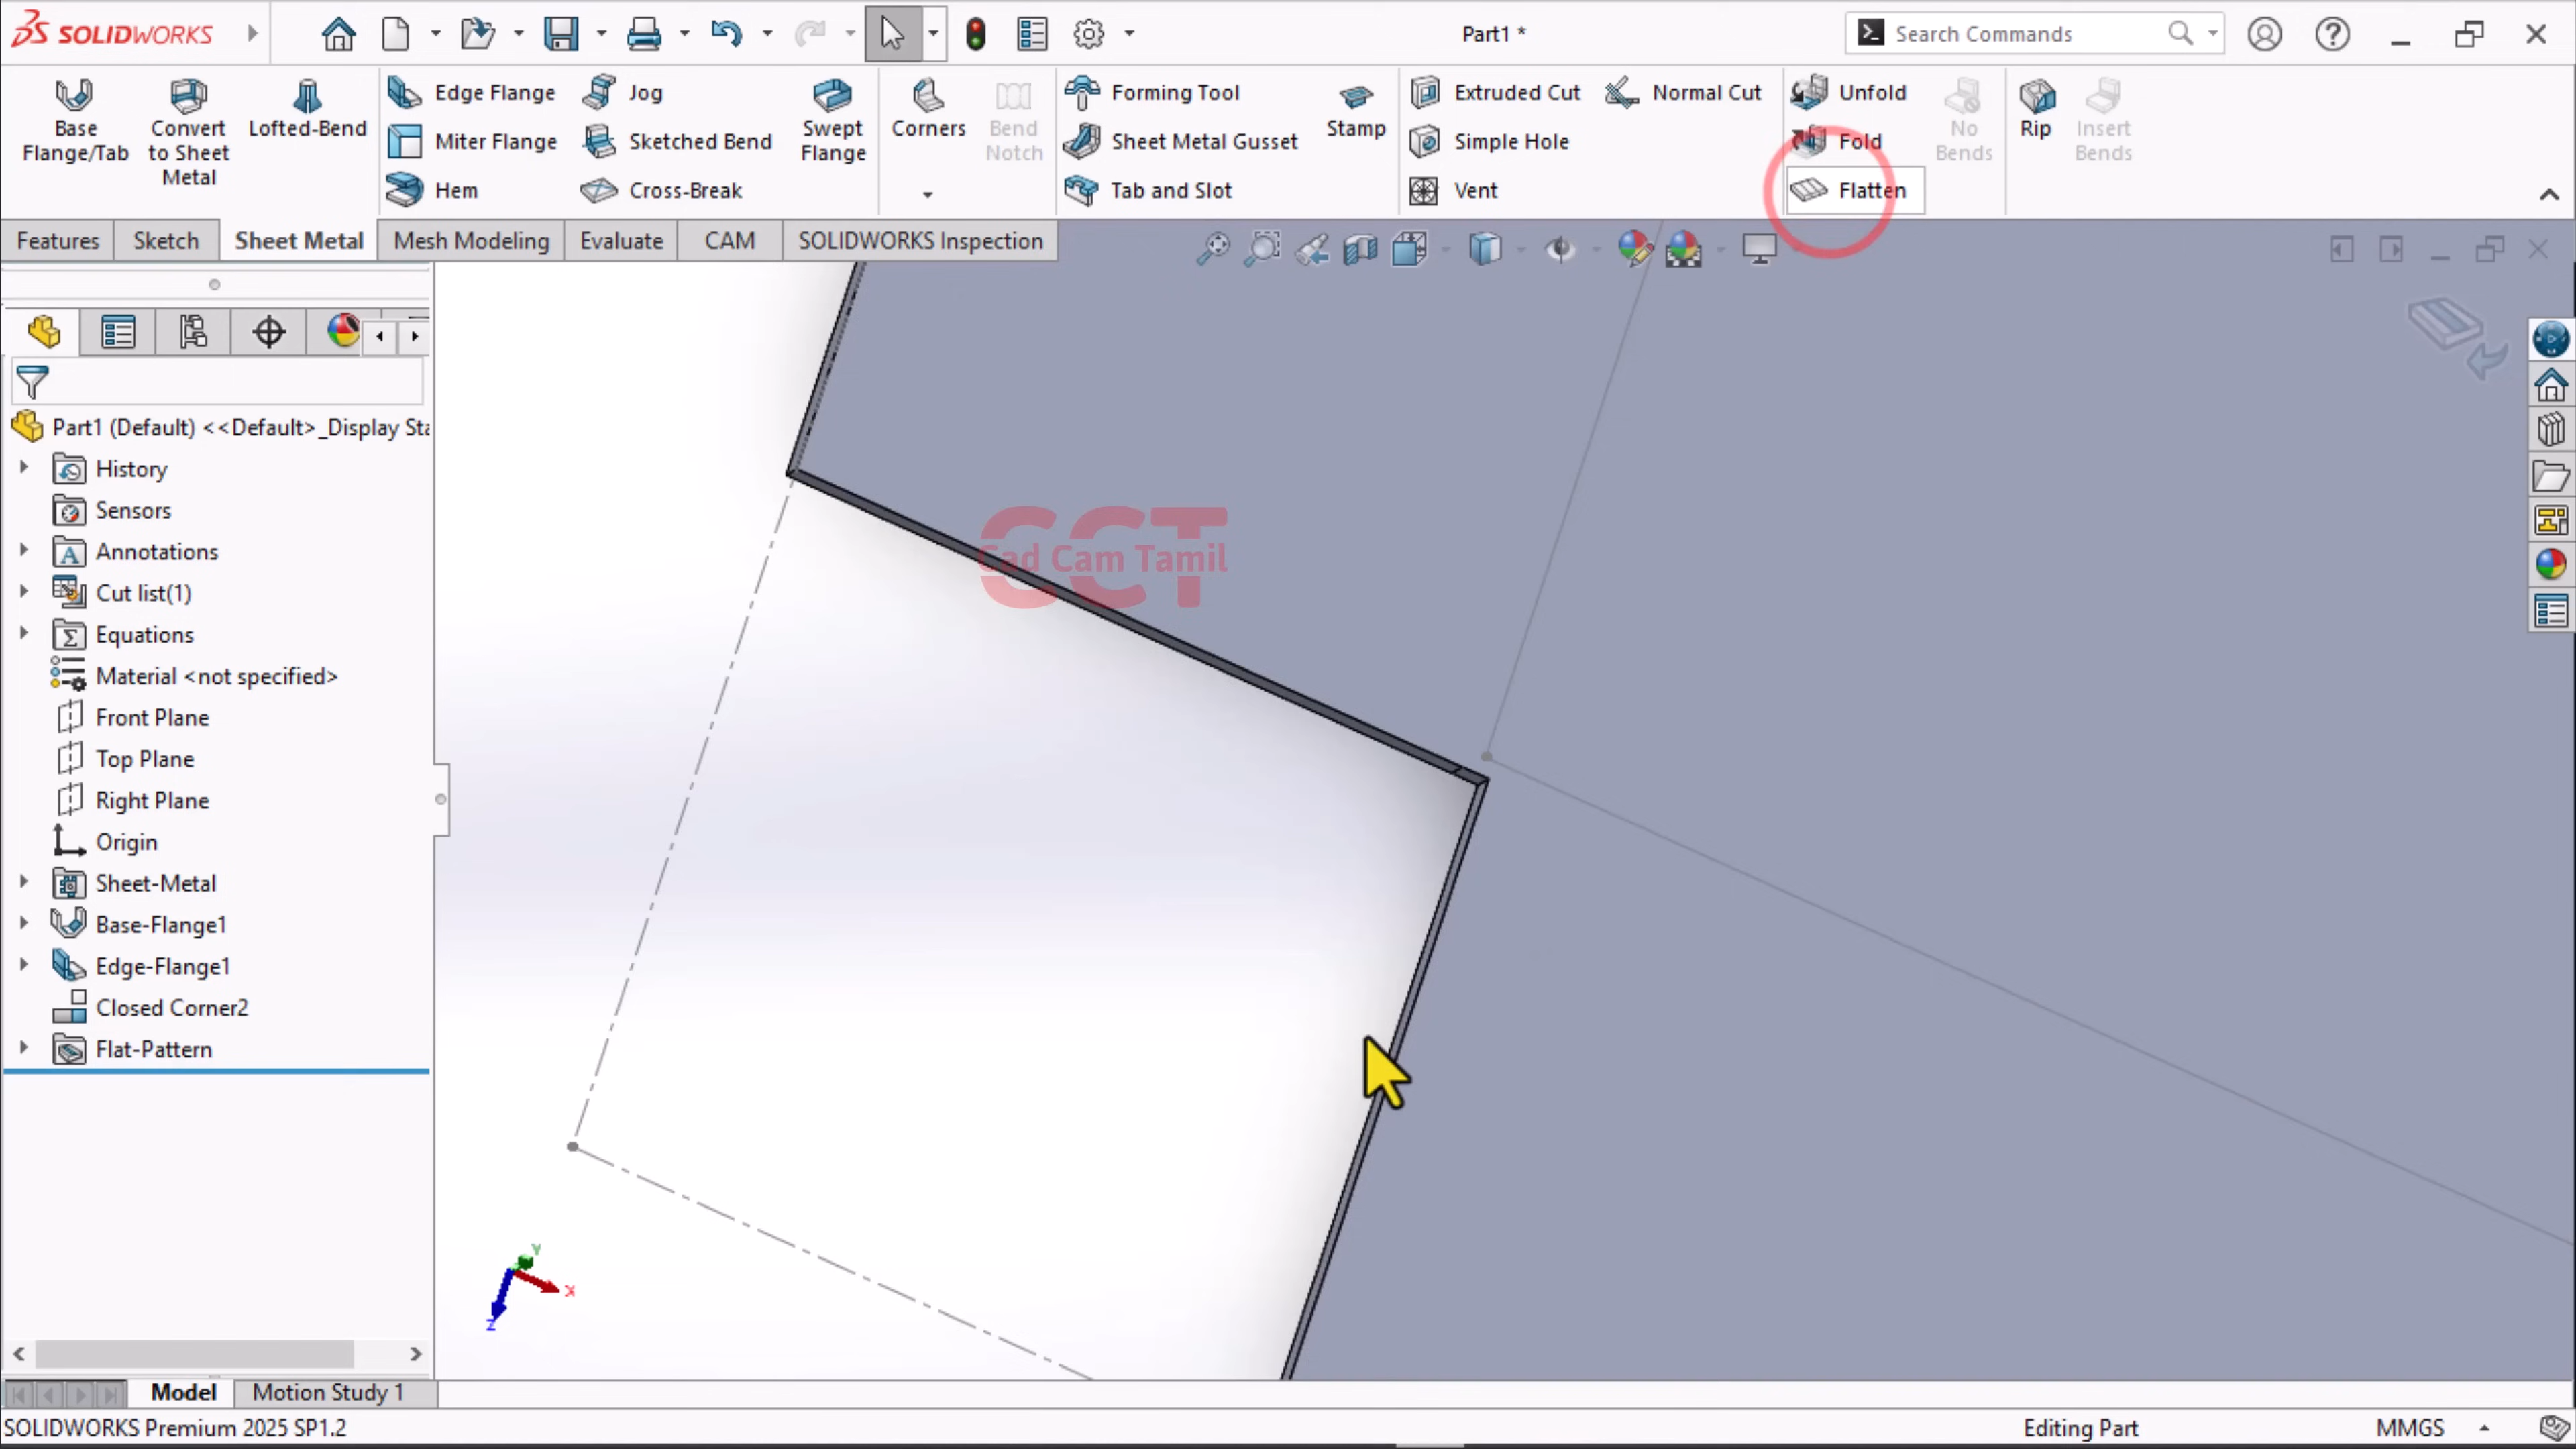 SOLIDWORKS
Part1 *
Search Commands
Base Flange/Tab
Convert to Sheet Metal
Lofted-Bend
Edge Flange
Miter Flange
Hem
Jog
Sketched Bend
Cross-Break
Swept Flange
Corners
Bend Notch
Forming Tool
Sheet Metal Gusset
Tab and Slot
Stamp
Extruded Cut
Simple Hole
Vent
Normal Cut
Unfold
Fold
Flatten
No Bends
Rip
Insert Bends
Features
Sketch
Sheet Metal
Mesh Modeling
Evaluate
CAM
SOLIDWORKS Inspection
Part1 (Default) <<Default>_Display Sta
History
Sensors
Annotations
Cut list(1)
Equations
Material <not specified>
Front Plane
Top Plane
Right Plane
Origin
Sheet-Metal
Base-Flange1
Edge-Flange1
Closed Corner2
Flat-Pattern
CCT
Cad Cam Tamil
Y
X
Z
Model
Motion Study 1
SOLIDWORKS Premium 2025 SP1.2
Editing Part
MMGS